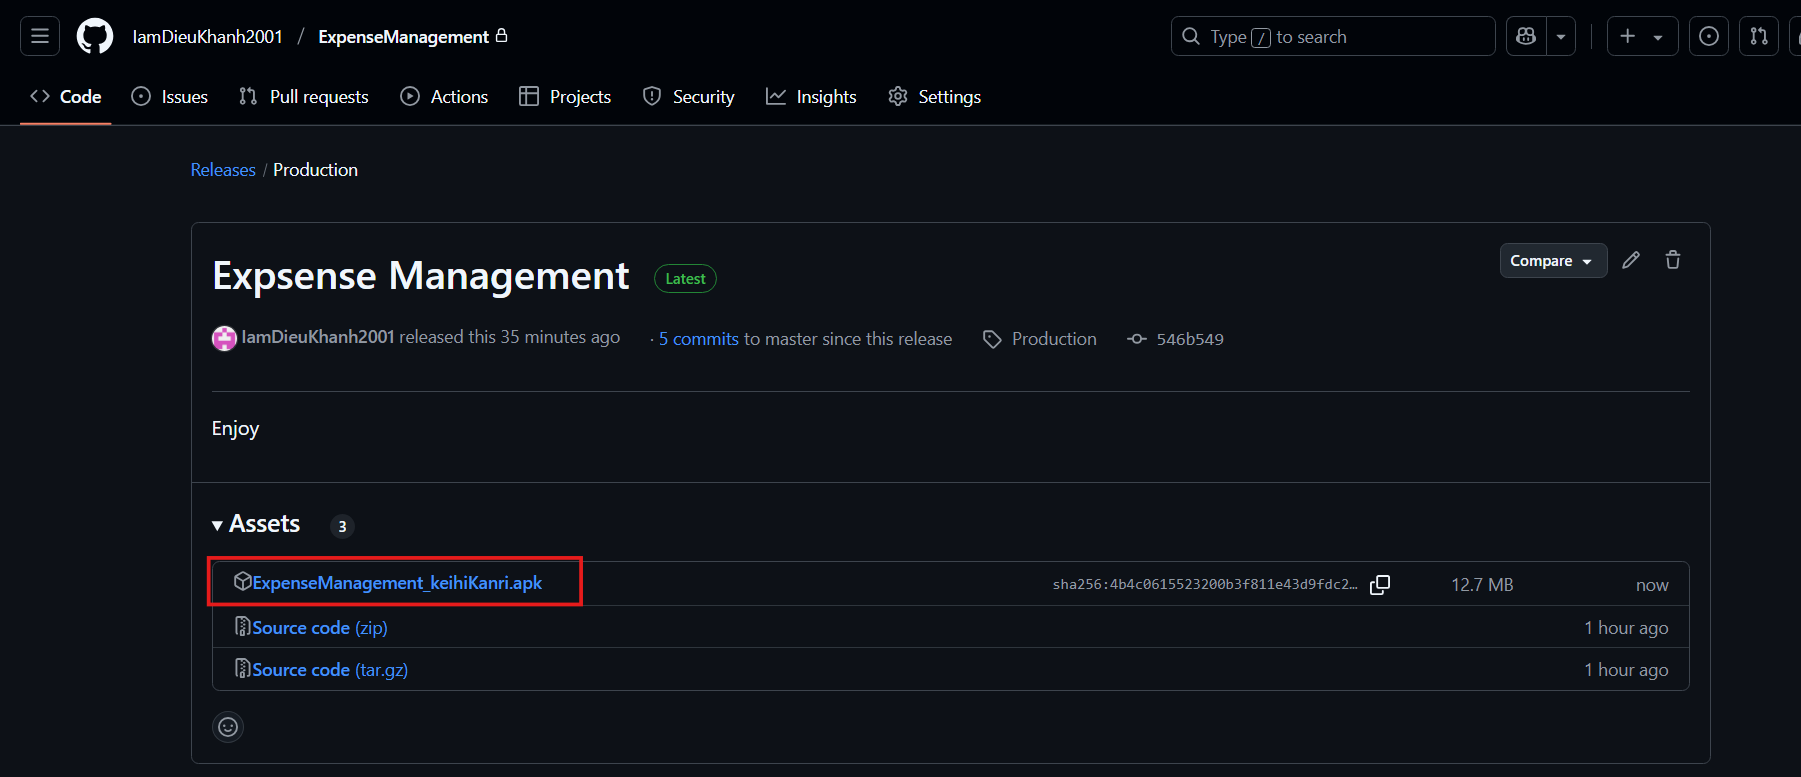 IamDieuKhanh2001 / ExpenseManagement
Type / to search
Code Issues Pull requests Actions Projects Security Insights Settings
Releases / Production
Expsense Management Latest
Compare
IamDieuKhanh2001 released this 35 minutes ago · 5 commits to master since this release Production 546b549
Enjoy
Assets 3
ExpenseManagement_keihiKanri.apk sha256:4b4c0615523200b3f811e43d9fdc2… 12.7 MB now
Source code (zip) 1 hour ago
Source code (tar.gz) 1 hour ago